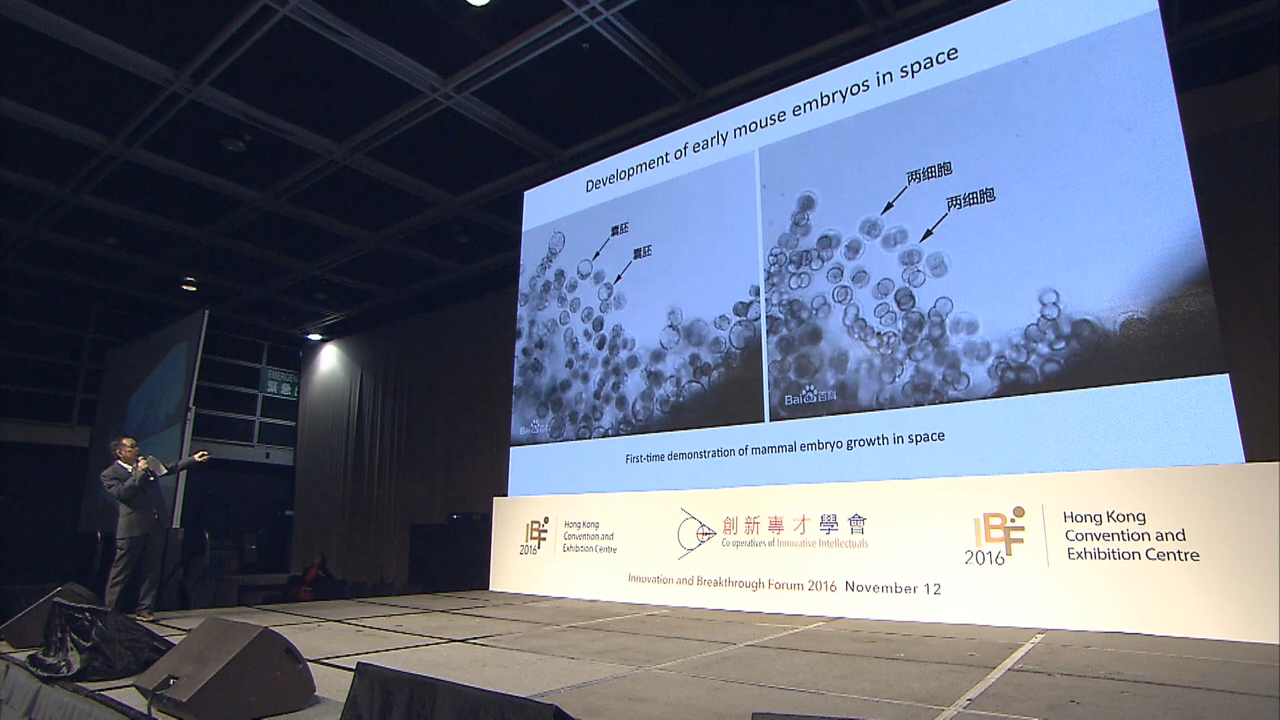 Development of early mouse embryos in space
囊胚
囊胚
两细胞
两细胞
Bai百科
Bai百科
First-time demonstration of mammal embryo growth in space
EMERGEN
緊急
IBF
2016
Hong Kong
Convention and
Exhibition Centre
創新專才學會
Co-operatives of Innovative Intellectuals
IBF
2016
Hong Kong
Convention and
Exhibition Centre
Innovation and Breakthrough Forum 2016 November 12